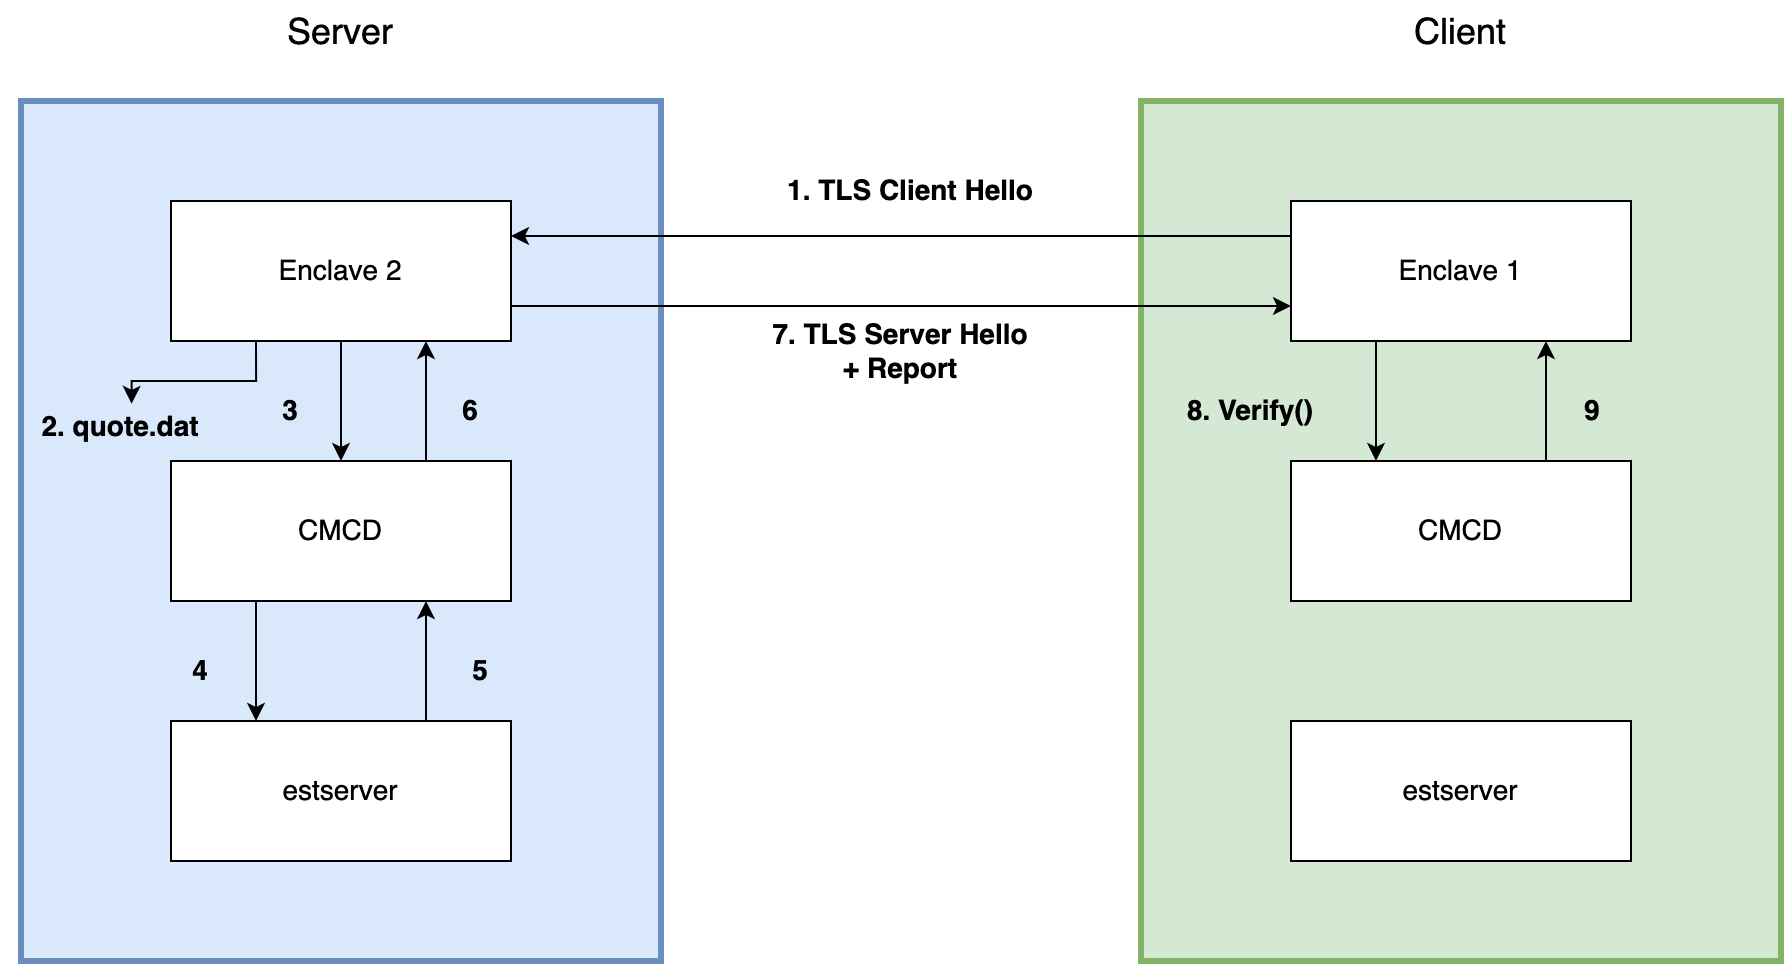 Server
Client
1. TLS Client Hello
Enclave 2
Enclave 1
7. TLS Server Hello
+ Report
2. quote.dat
3
6
8. Verify()
9
CMCD
CMCD
4
5
estserver
estserver